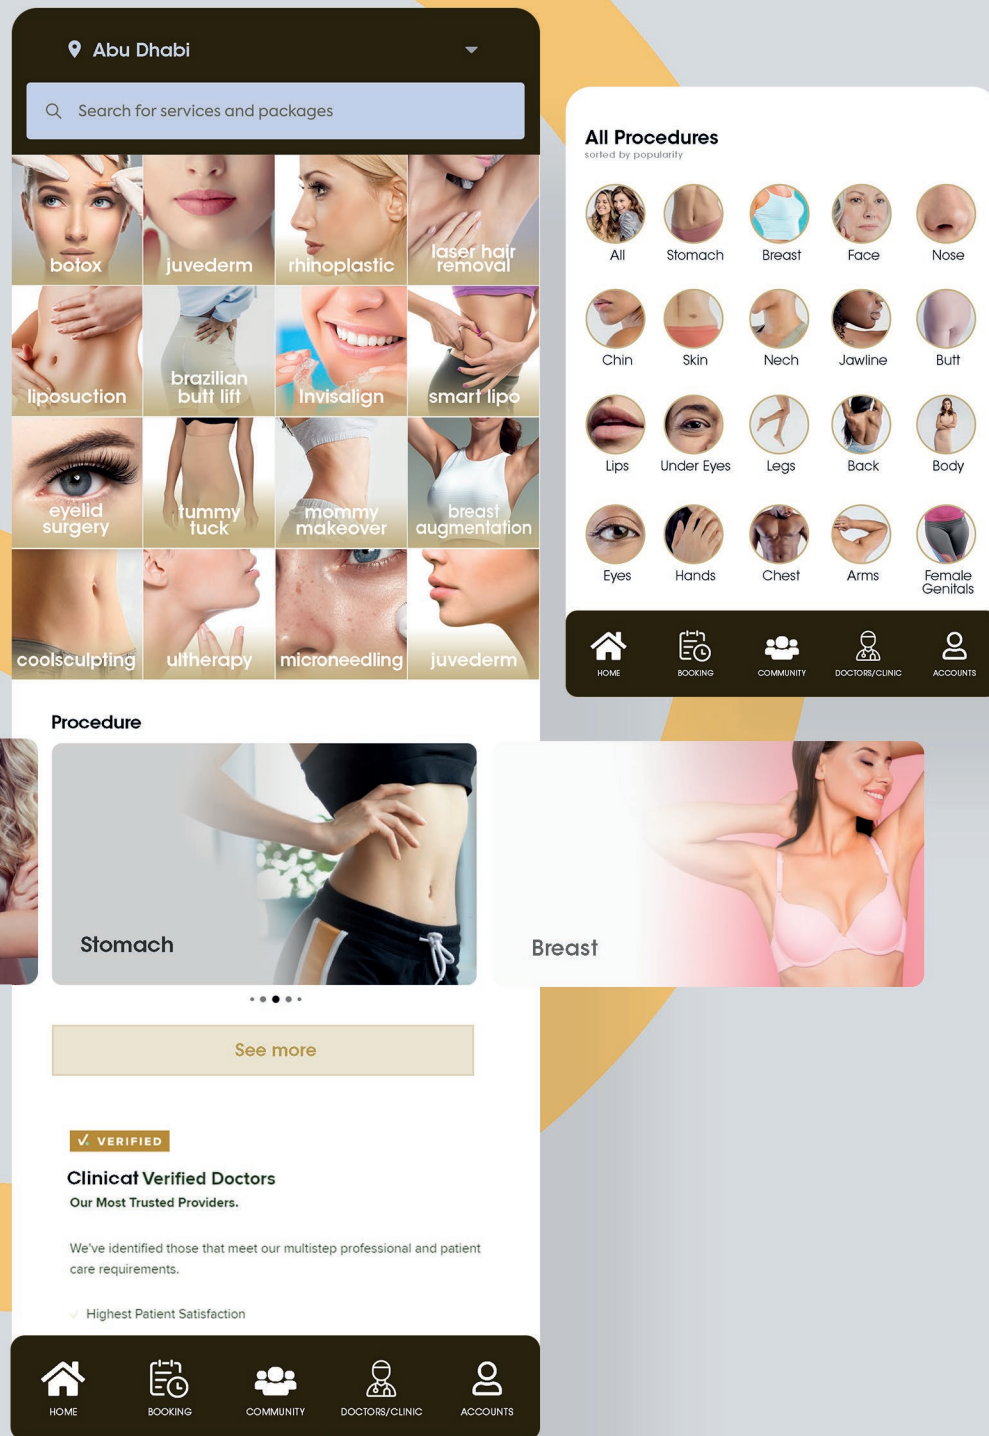 Abu Dhabi
Search for services and packages
botox
juvederm
rhinoplastic
laser hair
removal
liposuction
brazilian
butt lift
Invisalign
smart lipo
eyelid
surgery
tummy
tuck
mommy
makeover
breast
augmentation
coolsculpting
ultherapy
microneedling
juvederm
Procedure
Stomach
Breast
See more
VERIFIED
Clinicat Verified Doctors
Our Most Trusted Providers.
We've identified those that meet our multistep professional and patient
care requirements.
Highest Patient Satisfaction
HOME
BOOKING
COMMUNITY
DOCTORS/CLINIC
ACCOUNTS
All Procedures
sorted by popularity
All
Stomach
Breast
Face
Nose
Chin
Skin
Nech
Jawline
Butt
Lips
Under Eyes
Legs
Back
Body
Eyes
Hands
Chest
Arms
Female
Genitals
HOME
BOOKING
COMMUNITY
DOCTORS/CLINIC
ACCOUNTS